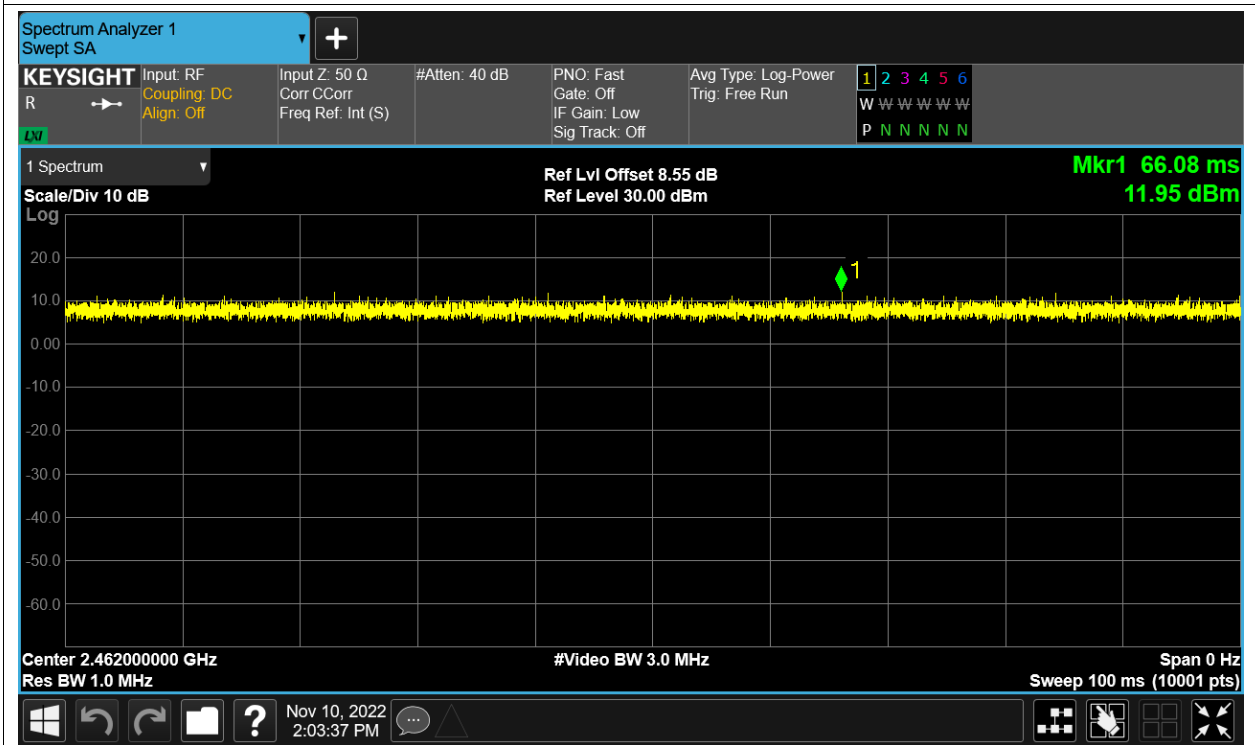 Spectrum Analyzer 1
Swept SA
KEYSIGHT
R
LXI
Input: RF
Coupling: DC
Align: Off
Input Z: 50 Ω
Corr CCorr
Freq Ref: Int (S)
#Atten: 40 dB
PNO: Fast
Gate: Off
IF Gain: Low
Sig Track: Off
Avg Type: Log-Power
Trig: Free Run
1 2 3 4 5 6
W W W W W W
P N N N N N
1 Spectrum
Scale/Div 10 dB
Ref Lvl Offset 8.55 dB
Ref Level 30.00 dBm
Mkr1 66.08 ms
11.95 dBm
Log
20.0
10.0
0.00
-10.0
-20.0
-30.0
-40.0
-50.0
-60.0
1
Center 2.462000000 GHz
Res BW 1.0 MHz
#Video BW 3.0 MHz
Span 0 Hz
Sweep 100 ms (10001 pts)
?
Nov 10, 2022
2:03:37 PM